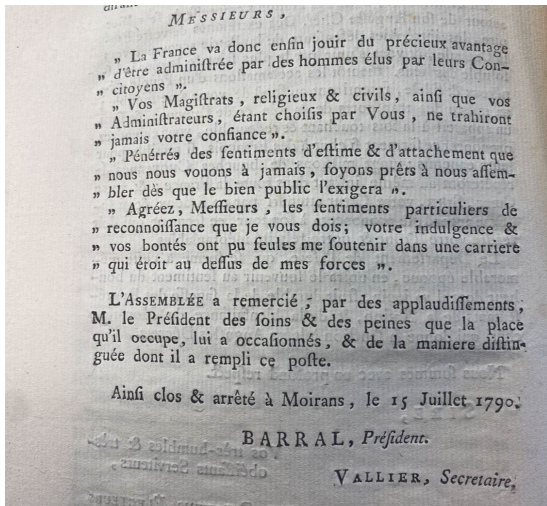 MESSIEURS,
„ La France va donc enfin jouir du précieux avantage
„ d'être adminiſtrée par des hommes élus par leurs Con-
„ citoyens ".
„ Vos Magiſtrats, religieux & civils, ainſi que vos
„ Adminiſtrateurs, étant choiſis par Vous, ne trahiront
„ jamais votre confiance ".
„ Pénétrés des ſentiments d'eſtime & d'attachement que
„ nous nous vouons à jamais, ſoyons prêts à nous aſſem-
„ bler dès que le bien public l'exigera ".
„ Agréez, Meſſieurs, les ſentiments particuliers de
„ reconnoiſſance que je vous dois; votre indulgence &
„ vos bontés ont pu ſeules me ſoutenir dans une carriere
„ qui étoit au deſſus de mes forces ".
L'ASSEMBLÉE a remercié, par des applaudiſſements,
M. le Préſident des ſoins & des peines que la place
qu'il occupe, lui a occaſionnés, & de la maniere diſtin-
guée dont il a rempli ce poſte.
Ainſi clos & arrêté à Moirans, le 15 Juillet 1790.
BARRAL, Préſident.
VALLIER, Secretaire,